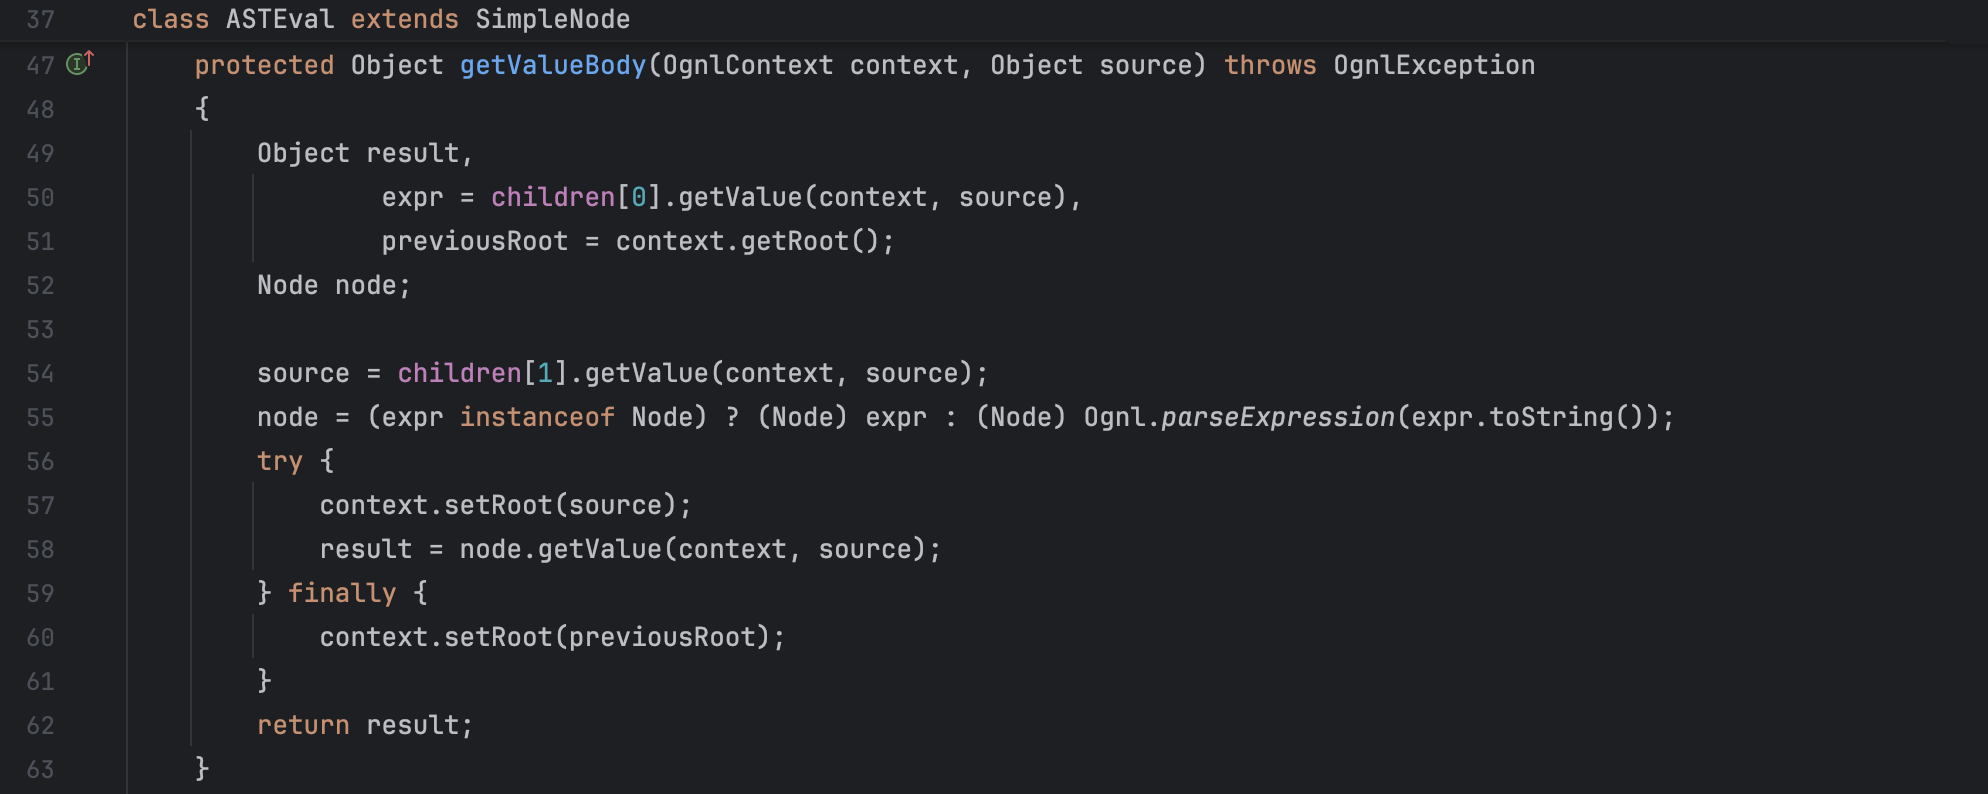 37 class ASTEval extends SimpleNode
47 protected Object getValueBody(OgnlContext context, Object source) throws OgnlException
48 {
49 Object result,
50 expr = children[0].getValue(context, source),
51 previousRoot = context.getRoot();
52 Node node;
53
54 source = children[1].getValue(context, source);
55 node = (expr instanceof Node) ? (Node) expr : (Node) Ognl.parseExpression(expr.toString());
56 try {
57 context.setRoot(source);
58 result = node.getValue(context, source);
59 } finally {
60 context.setRoot(previousRoot);
61 }
62 return result;
63 }